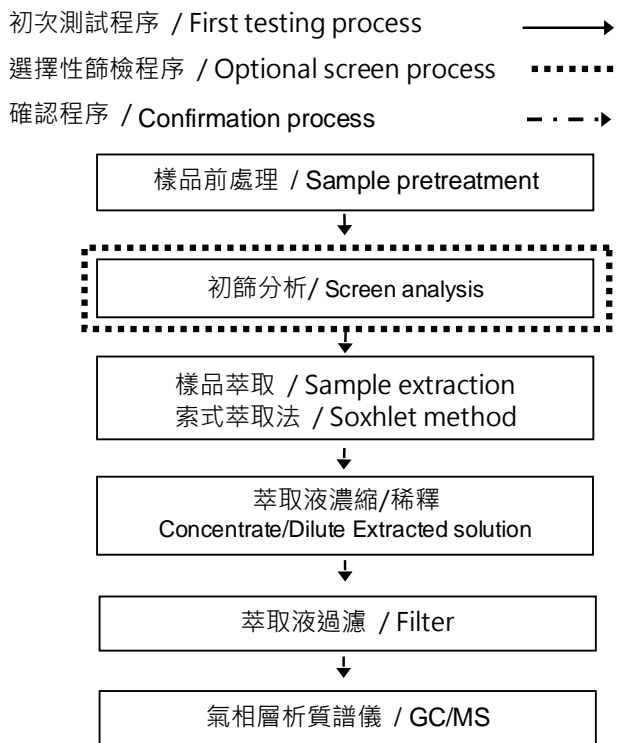 初次測試程序 / First testing process
選擇性篩檢程序 / Optional screen process
確認程序 / Confirmation process
樣品前處理 / Sample pretreatment
初篩分析/ Screen analysis
樣品萃取 / Sample extraction
索式萃取法 / Soxhlet method
萃取液濃縮/稀釋
Concentrate/Dilute Extracted solution
萃取液過濾 / Filter
氣相層析質譜儀 / GC/MS